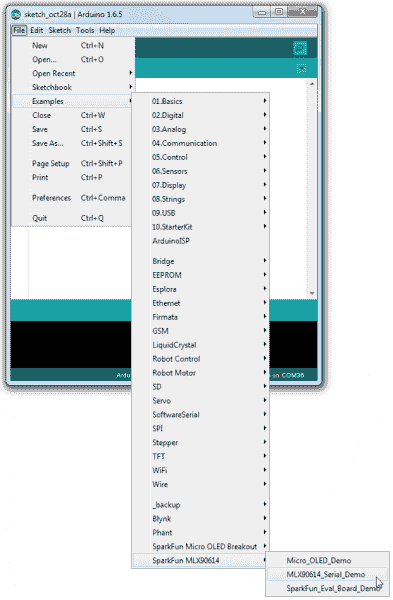 sketch_oct28a | Arduino 1.6.5
File Edit Sketch Tools Help
New Ctrl+N
Open... Ctrl+O
Open Recent
Sketchbook
Examples
Close Ctrl+W
Save Ctrl+S
Save As... Ctrl+Shift+S
Page Setup Ctrl+Shift+P
Print Ctrl+P
Preferences Ctrl+Comma
Quit Ctrl+Q
01.Basics
02.Digital
03.Analog
04.Communication
05.Control
06.Sensors
07.Display
08.Strings
09.USB
10.StarterKit
ArduinoISP
Bridge
EEPROM
Esplora
Ethernet
Firmata
GSM
LiquidCrystal
Robot Control
Robot Motor
SD
Servo
SoftwareSerial
SPI
Stepper
TFT
WiFi
Wire
_backup
Blynk
Phant
SparkFun Micro OLED Breakout
SparkFun MLX90614
Micro_OLED_Demo
MLX90614_Serial_Demo
SparkFun_Eval_Board_Demo
on COM36